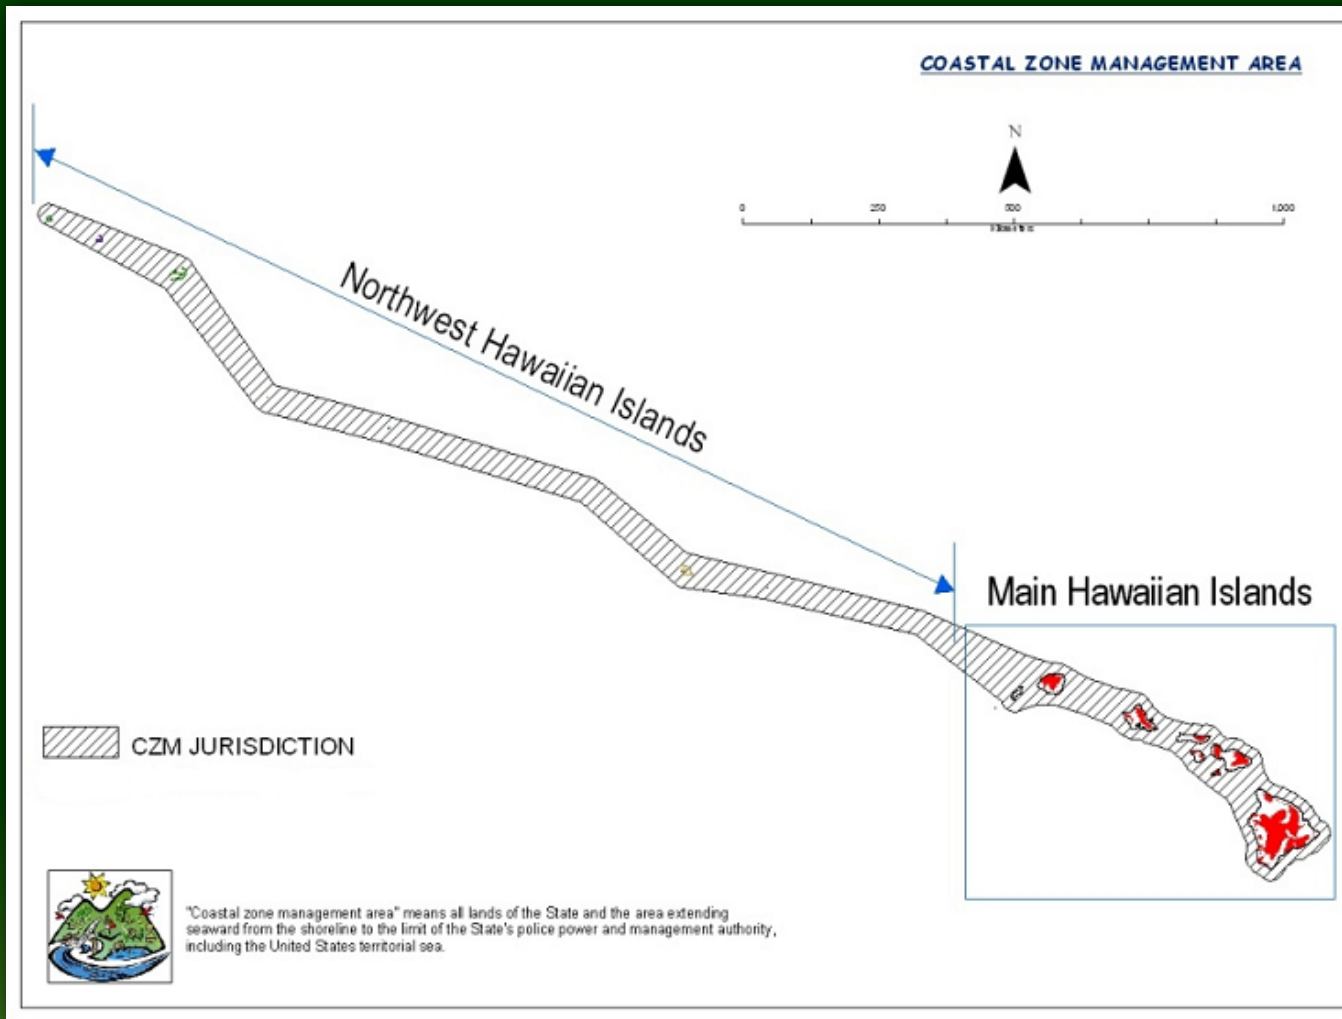 COASTAL ZONE MANAGEMENT AREA
N
0 250 500 1,000
Kilometers
Northwest Hawaiian Islands
Main Hawaiian Islands
CZM JURISDICTION
"Coastal zone management area" means all lands of the State and the area extending
seaward from the shoreline to the limit of the State's police power and management authority,
including the United States territorial sea.